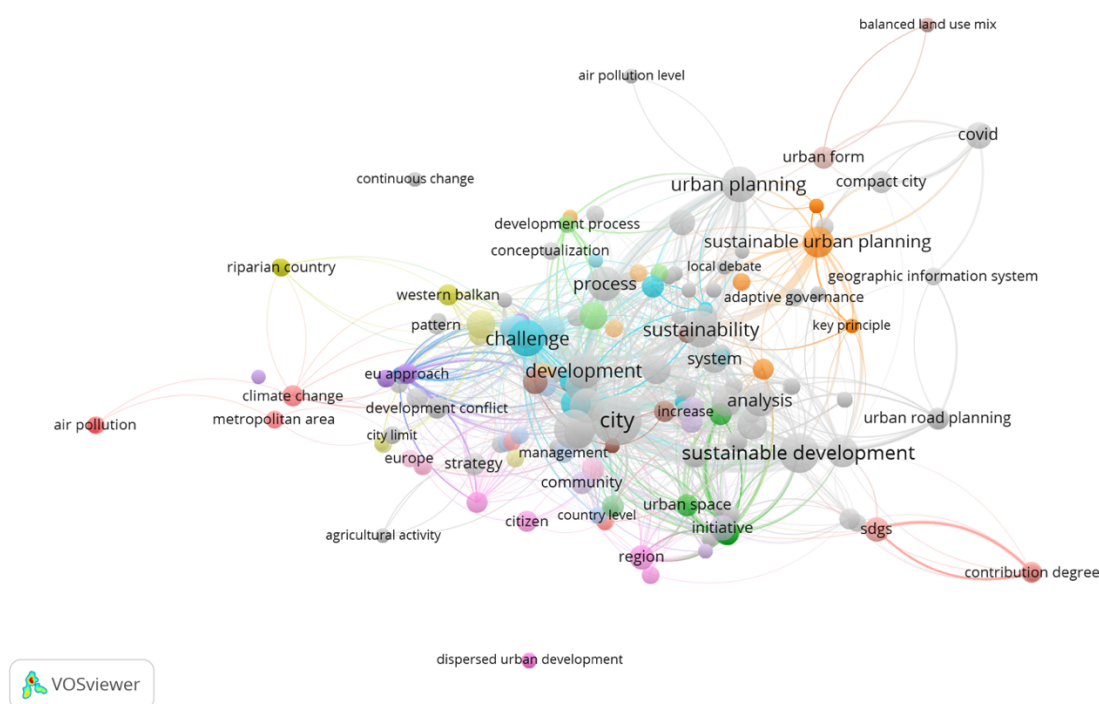 balanced land use mix
air pollution level
covid
urban form
continuous change
urban planning
compact city
development process
sustainable urban planning
conceptualization
riparian country
local debate
geographic information system
process
western balkan
adaptive governance
pattern
sustainability
key principle
challenge
system
eu approach
development
climate change
analysis
development conflict
increase
metropolitan area
city
urban road planning
air pollution
city limit
management
sustainable development
europe
strategy
community
urban space
country level
citizen
initiative
sdgs
agricultural activity
region
contribution degree
dispersed urban development
VOSviewer